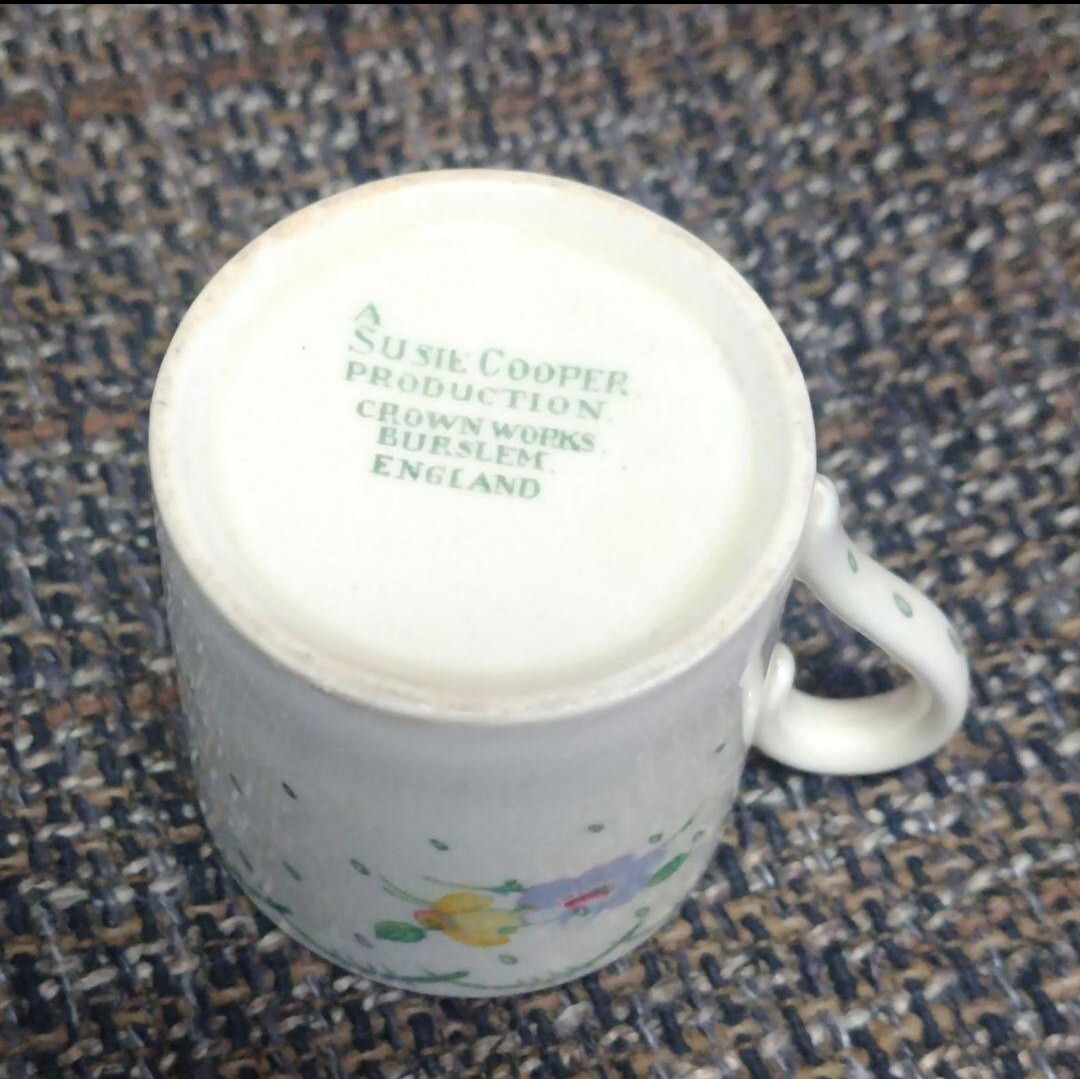 A
SUSIE COOPER
PRODUCTION.
CROWN WORKS.
BURSLEM.
ENGLAND